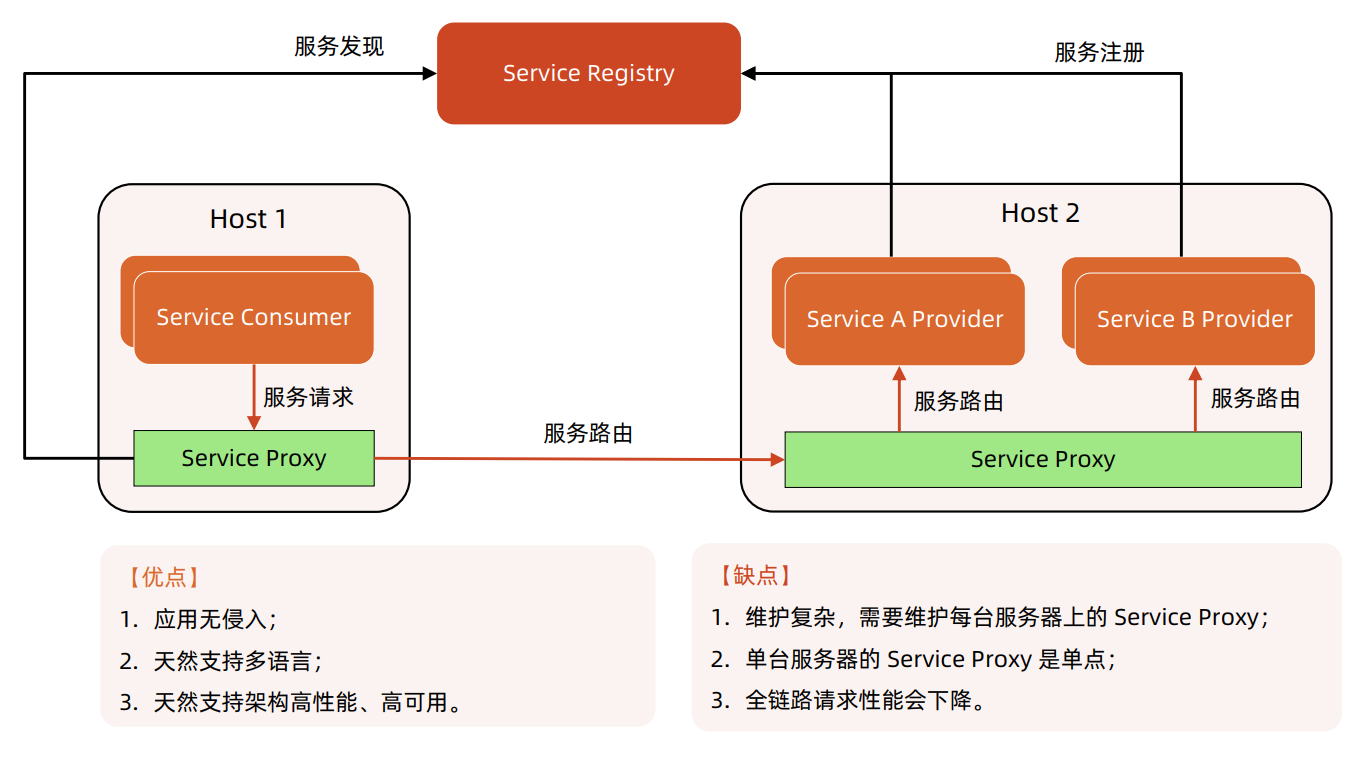 服务发现
服务注册
Service Registry
Host 1
Host 2
Service Consumer
Service A Provider
Service B Provider
服务请求
服务路由
服务路由
服务路由
Service Proxy
Service Proxy
【优点】
1. 应用无侵入；
2. 天然支持多语言；
3. 天然支持架构高性能、高可用。
【缺点】
1. 维护复杂，需要维护每台服务器上的 Service Proxy；
2. 单台服务器的 Service Proxy 是单点；
3. 全链路请求性能会下降。